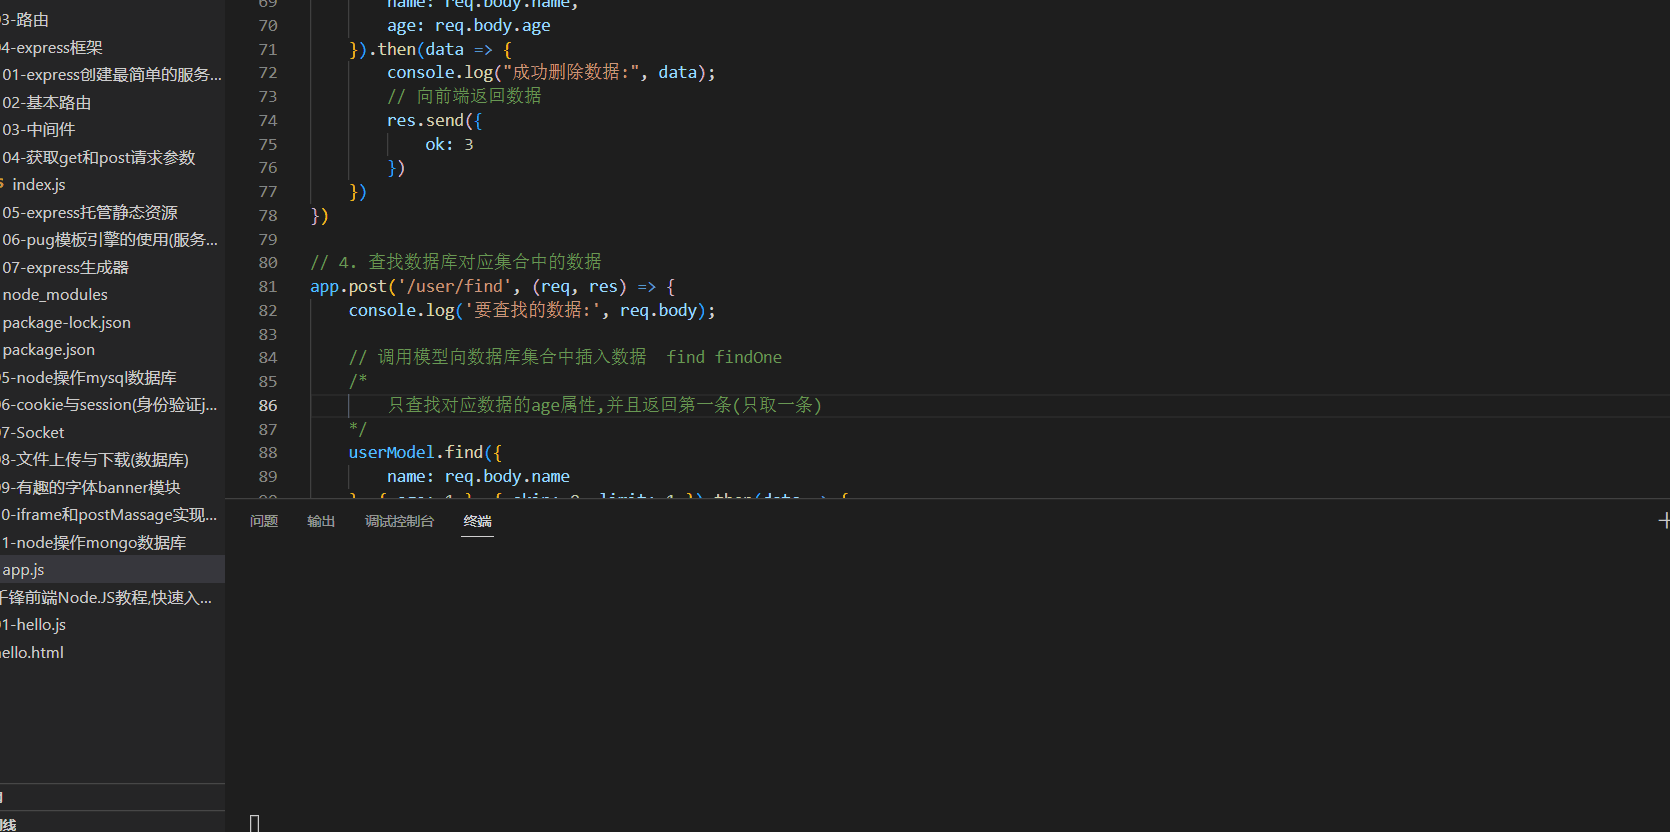 03-路由
04-express框架
01-express创建最简单的服务...
02-基本路由
03-中间件
04-获取get和post请求参数
index.js
05-express托管静态资源
06-pug模板引擎的使用(服务...
07-express生成器
node_modules
package-lock.json
package.json
05-node操作mysql数据库
06-cookie与session(身份验证j...
07-Socket
08-文件上传与下载(数据库)
09-有趣的字体banner模块
0-iframe和postMassage实现...
1-node操作mongo数据库
app.js
千锋前端Node.JS教程,快速入...
01-hello.js
hello.html
线
69 name: req.body.name,
70 age: req.body.age
71 }).then(data => {
72 console.log("成功删除数据:", data);
73 // 向前端返回数据
74 res.send({
75 ok: 3
76 })
77 })
78 })
79
80 // 4. 查找数据库对应集合中的数据
81 app.post('/user/find', (req, res) => {
82 console.log('要查找的数据:', req.body);
83
84 // 调用模型向数据库集合中插入数据  find findOne
85 /*
86 只查找对应数据的age属性,并且返回第一条(只取一条)
87 */
88 userModel.find({
89 name: req.body.name
90 }, { age: 1 }, { skip: 0, limit: 1 }).then(data => {
问题 输出 调试控制台 终端